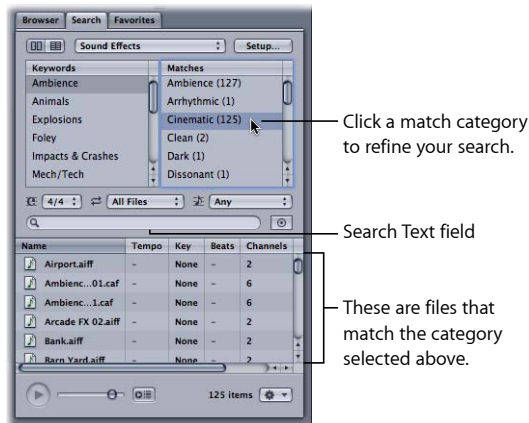 Browser Search Favorites
Sound Effects Setup...
Keywords Matches
Ambience Ambience (127)
Animals Arrhythmic (1)
Explosions Cinematic (125)
Foley Clean (2)
Impacts & Crashes Dark (1)
Mech/Tech Dissonant (1)
Click a match category
to refine your search.
4/4 All Files Any
Search Text field
Name Tempo Key Beats Channels
Airport.aiff – None – 2
Ambienc...01.caf – None – 6
Ambienc...1.caf – None – 6
Arcade FX 02.aiff – None – 2
Bank.aiff – None – 2
Barn Yard.aiff – None – 2
These are files that
match the category
selected above.
125 items